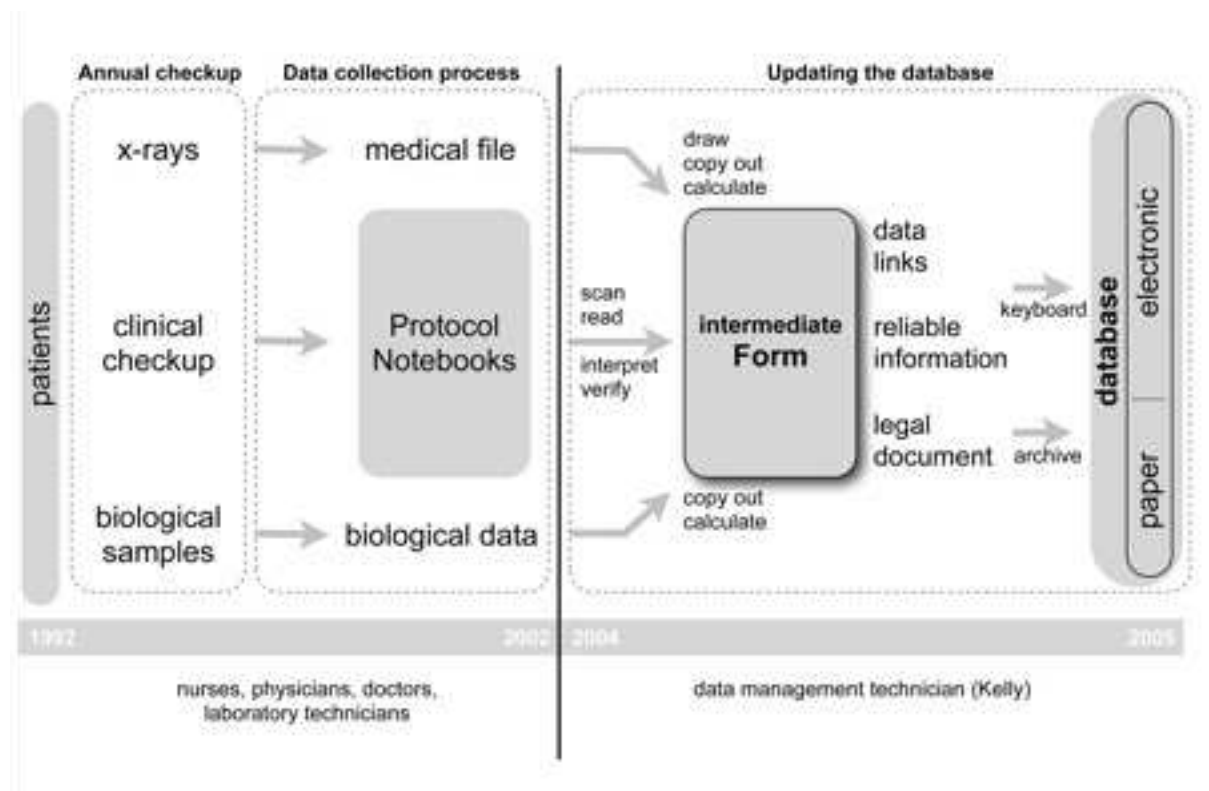 Annual checkup
Data collection process
Updating the database
patients
x-rays
clinical
checkup
biological
samples
medical file
Protocol
Notebooks
biological data
draw
copy out
calculate
scan
read
interpret
verify
copy out
calculate
intermediate
Form
data
links
reliable
information
legal
document
keyboard
archive
database
electronic
paper
1992
2002
2004
2005
nurses, physicians, doctors,
laboratory technicians
data management technician (Kelly)